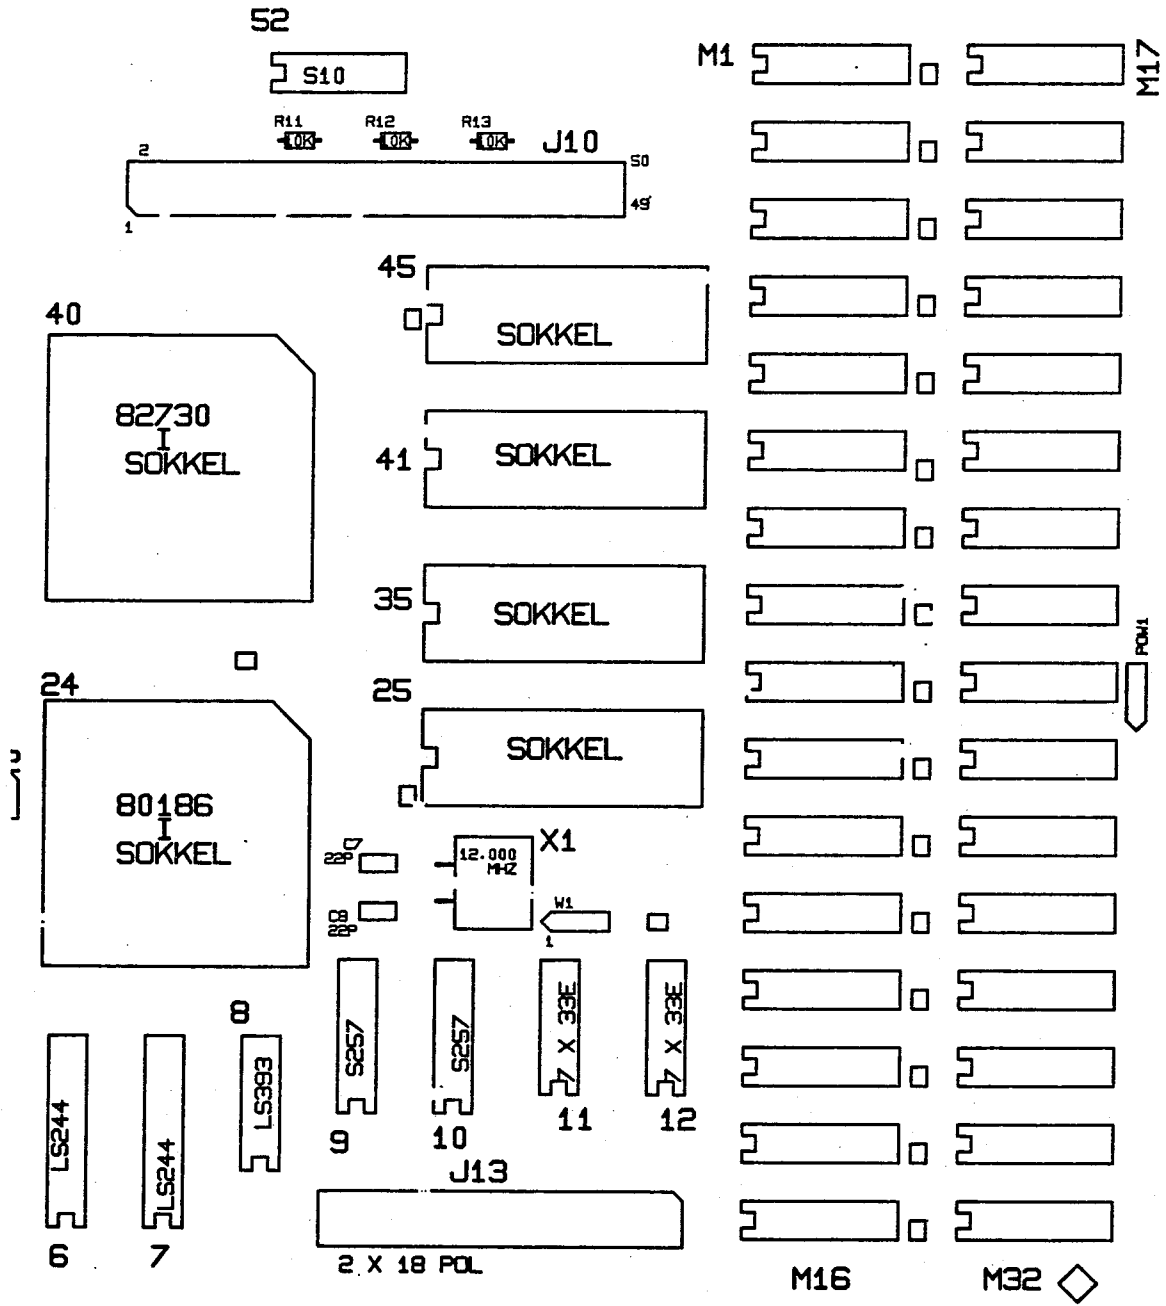 52
S10
M1
M17
R11
R12
R13
10K
10K
10K
J10
2
50
49
1
45
SOKKEL
40
82730
I
SOKKEL
41
SOKKEL
35
SOKKEL
POW1
24
25
SOKKEL
80186
I
SOKKEL
C7
22P
12.000
MHZ
X1
C8
22P
W1
1
8
9
S257
10
S257
11
7 X 33E
12
7 X 33E
LS244
6
LS244
7
LS393
J13
2 X 18 POL
M16
M32